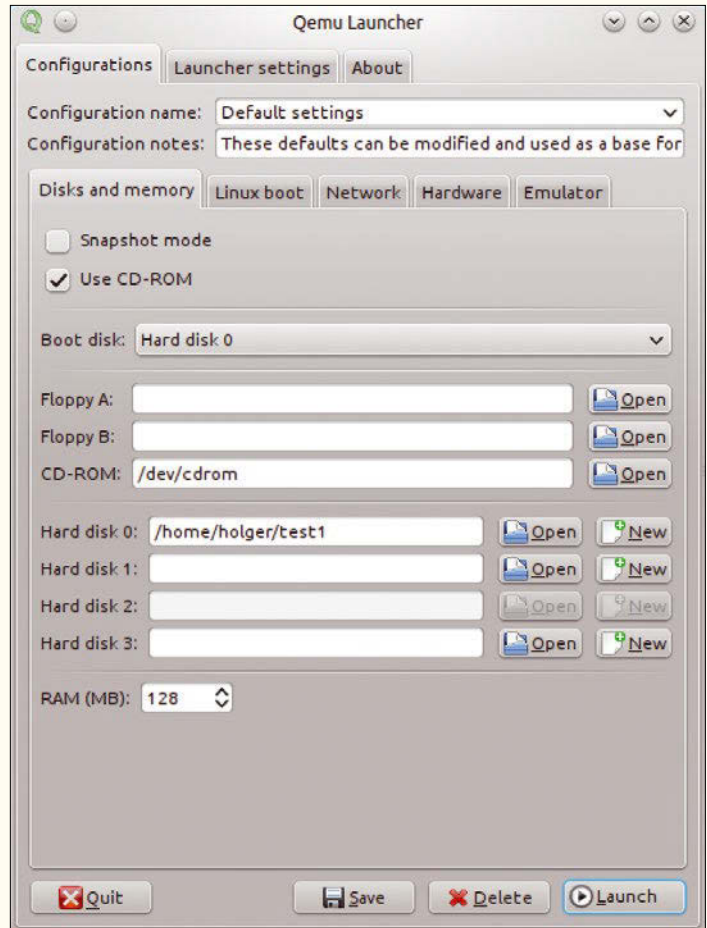 Qemu Launcher
Configurations Launcher settings About
Configuration name: Default settings
Configuration notes: These defaults can be modified and used as a base for
Disks and memory Linux boot Network Hardware Emulator
Snapshot mode
Use CD-ROM
Boot disk: Hard disk 0
Floppy A: Open
Floppy B: Open
CD-ROM: /dev/cdrom Open
Hard disk 0: /home/holger/test1 Open New
Hard disk 1: Open New
Hard disk 2: Open New
Hard disk 3: Open New
RAM (MB): 128
Quit Save Delete Launch